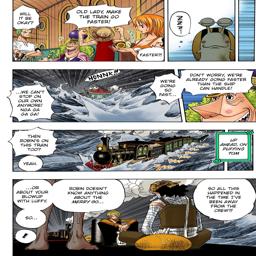 WILL IT
BE
OKAY?
OLD LADY, MAKE
THE TRAIN
GO FASTER!
FASTER!!
HONNK
WE'RE
GOING
SO
FAST...
DON'T WORRY, WE'RE
ALREADY GOING FASTER
THAN THE SHIP
CAN HANDLE!
...WE CAN'T
STOP ON
OUR OWN
ANYMORE!
NGA GA
GA GA!
THEN
ROBIN'S
ON THIS
TRAIN
TOO?
YEAH.
UP
AHEAD, ON
PUFFING
TOM
...OR
ABOUT
YOUR
BLOWUP
WITH LUFFY.
SO...
ROBIN DOESN'T
KNOW ANYTHING
ABOUT THE
MERRY GO...
SO ALL THIS
HAPPENED IN
THE TIME I'VE
BEEN AWAY
FROM THE
CREW?!